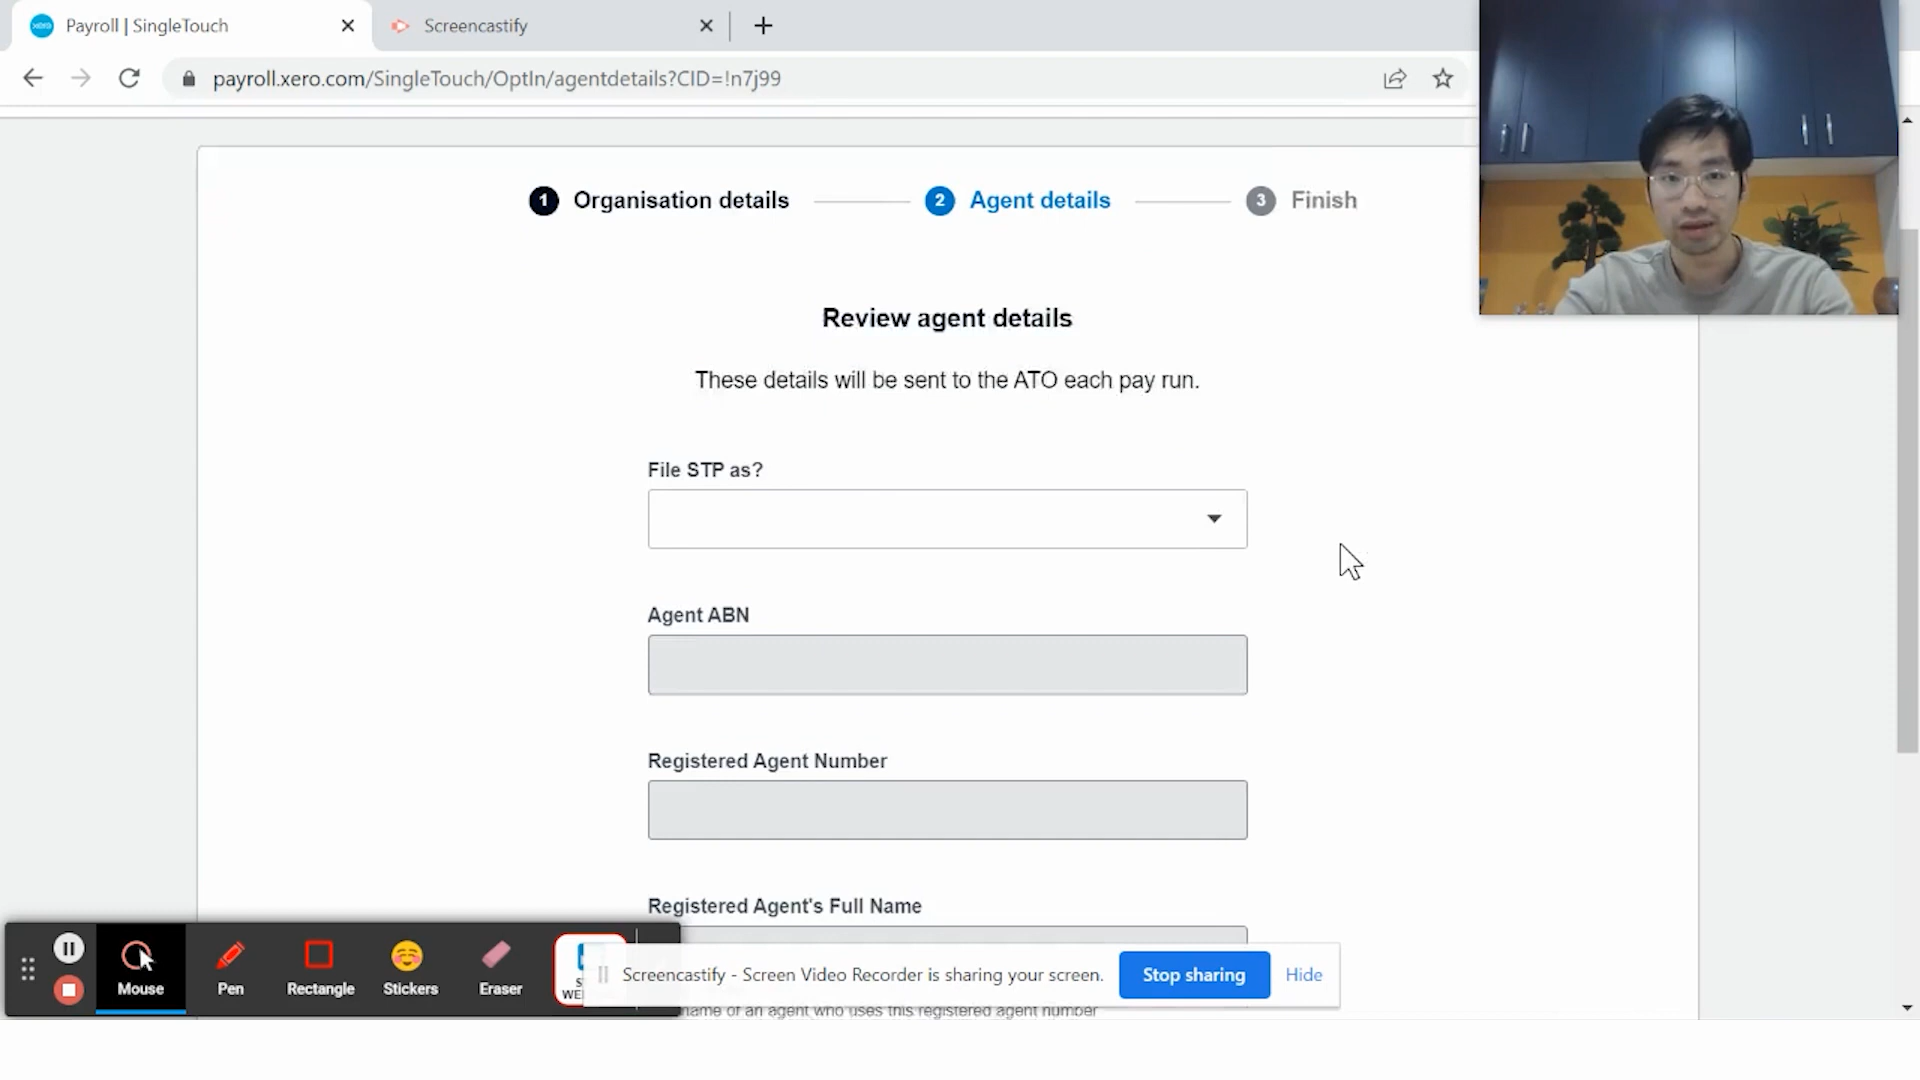 xero
Payroll | SingleTouch
Screencastify
payroll.xero.com/SingleTouch/OptIn/agentdetails?CID=!n7j99
1 Organisation details
2 Agent details
3 Finish
Review agent details
These details will be sent to the ATO each pay run.
File STP as?
Agent ABN
Registered Agent Number
Registered Agent's Full Name
Mouse
Pen
Rectangle
Stickers
Eraser
Screencastify - Screen Video Recorder is sharing your screen.
Stop sharing
Hide
name of an agent who uses this registered agent number